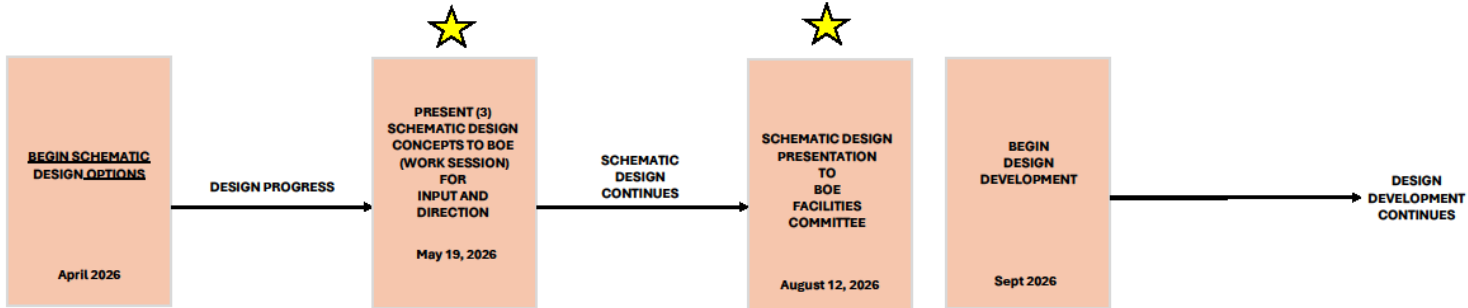 BEGIN SCHEMATIC
DESIGN OPTIONS
April 2026
DESIGN PROGRESS
PRESENT (3)
SCHEMATIC DESIGN
CONCEPTS TO BOE
(WORK SESSION)
FOR
INPUT AND
DIRECTION
May 19, 2026
SCHEMATIC
DESIGN
CONTINUES
SCHEMATIC DESIGN
PRESENTATION
TO
BOE
FACILITIES
COMMITTEE
August 12, 2026
BEGIN
DESIGN
DEVELOPMENT
Sept 2026
DESIGN
DEVELOPMENT
CONTINUES